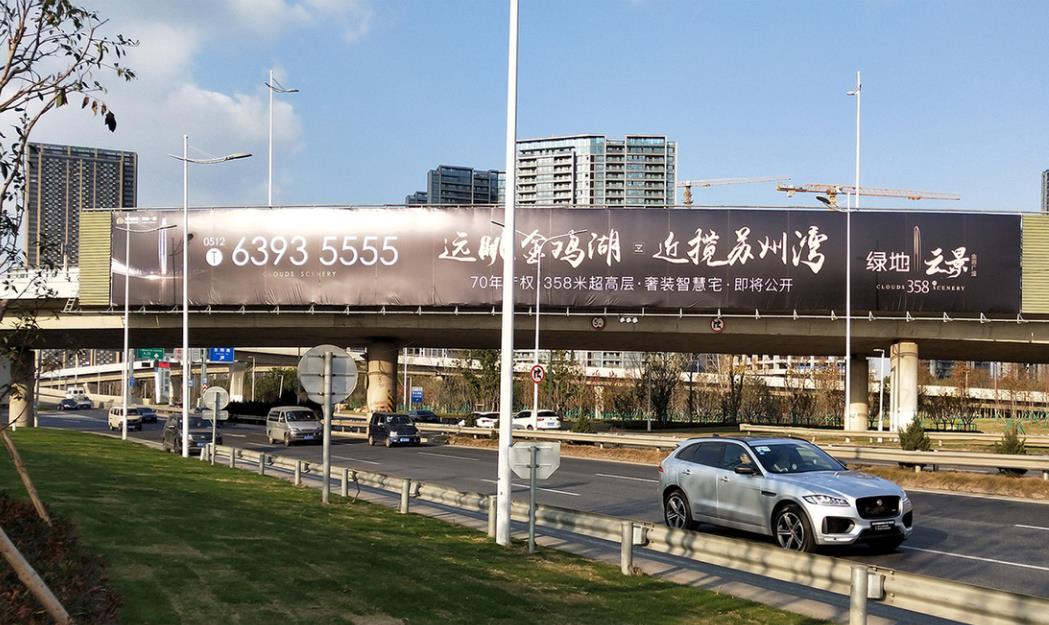 0512
T 6393 5555
CLOUDS SCENERY
远眺金鸡湖 近揽苏州湾
70年产权·358米超高层·奢装智慧宅·即将公开
绿地 云景
CLOUDS 358 SCENERY